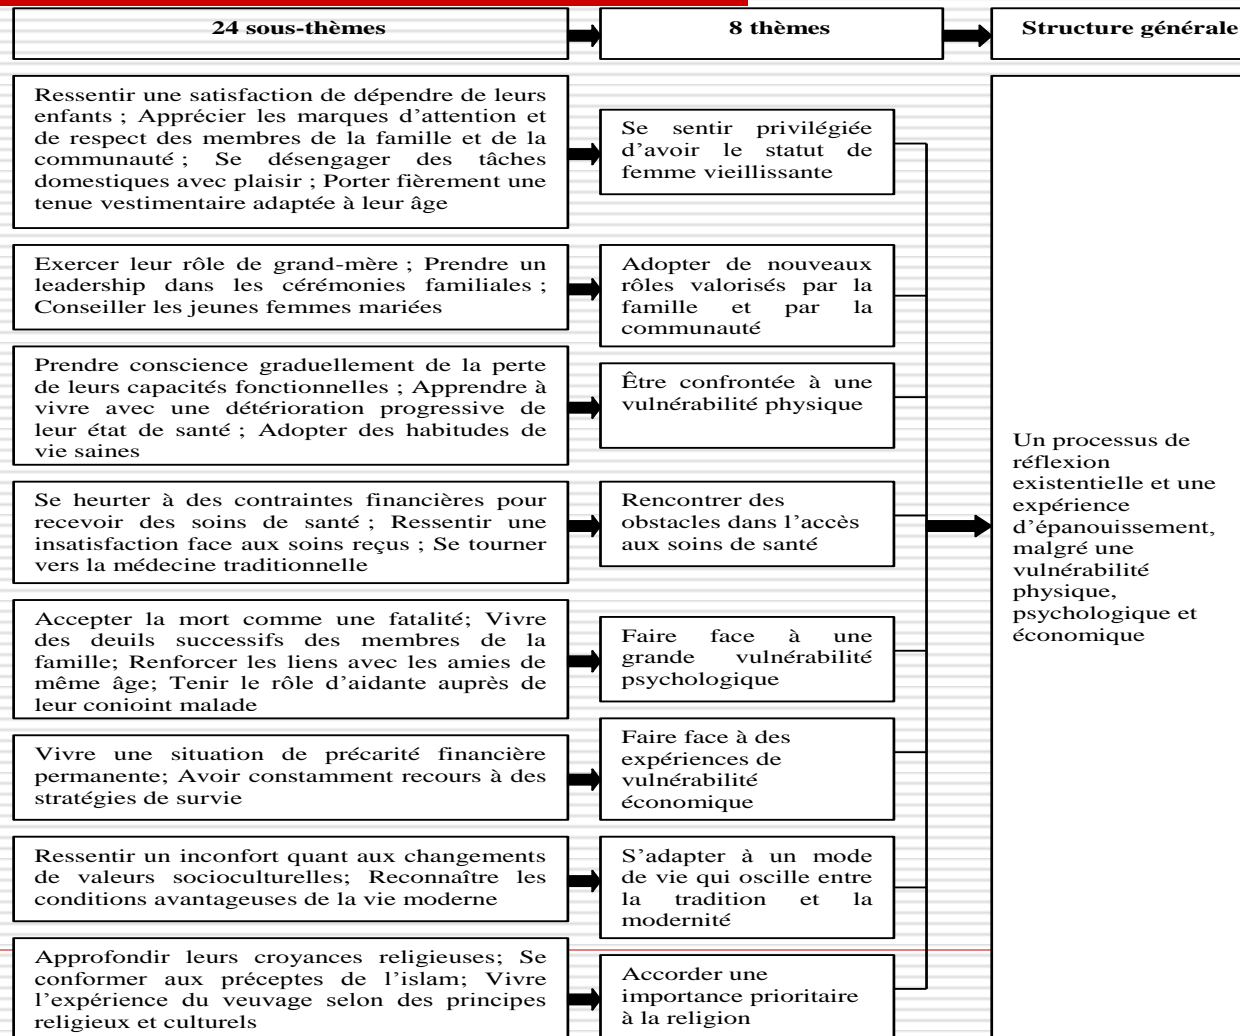 24 sous-thèmes
8 thèmes
Structure générale
Ressentir une satisfaction de dépendre de leurs
enfants ; Apprécier les marques d’attention et
de respect des membres de la famille et de la
communauté ; Se désengager des tâches
domestiques avec plaisir ; Porter fièrement une
tenue vestimentaire adaptée à leur âge
Se sentir privilégiée
d’avoir le statut de
femme vieillissante
Exercer leur rôle de grand-mère ; Prendre un
leadership dans les cérémonies familiales ;
Conseiller les jeunes femmes mariées
Adopter de nouveaux
rôles valorisés par la
famille et par la
communauté
Prendre conscience graduellement de la perte
de leurs capacités fonctionnelles ; Apprendre à
vivre avec une détérioration progressive de
leur état de santé ; Adopter des habitudes de
vie saines
Être confrontée à une
vulnérabilité physique
Se heurter à des contraintes financières pour
recevoir des soins de santé ; Ressentir une
insatisfaction face aux soins reçus ; Se tourner
vers la médecine traditionnelle
Rencontrer des
obstacles dans l’accès
aux soins de santé
Accepter la mort comme une fatalité; Vivre
des deuils successifs des membres de la
famille; Renforcer les liens avec les amies de
même âge; Tenir le rôle d’aidante auprès de
leur conjoint malade
Faire face à une
grande vulnérabilité
psychologique
Vivre une situation de précarité financière
permanente; Avoir constamment recours à des
stratégies de survie
Faire face à des
expériences de
vulnérabilité
économique
Ressentir un inconfort quant aux changements
de valeurs socioculturelles; Reconnaître les
conditions avantageuses de la vie moderne
S’adapter à un mode
de vie qui oscille entre
la tradition et la
modernité
Approfondir leurs croyances religieuses; Se
conformer aux préceptes de l’islam; Vivre
l’expérience du veuvage selon des principes
religieux et culturels
Accorder une
importance prioritaire
à la religion
Un processus de
réflexion
existentielle et une
expérience
d’épanouissement,
malgré une
vulnérabilité
physique,
psychologique et
économique